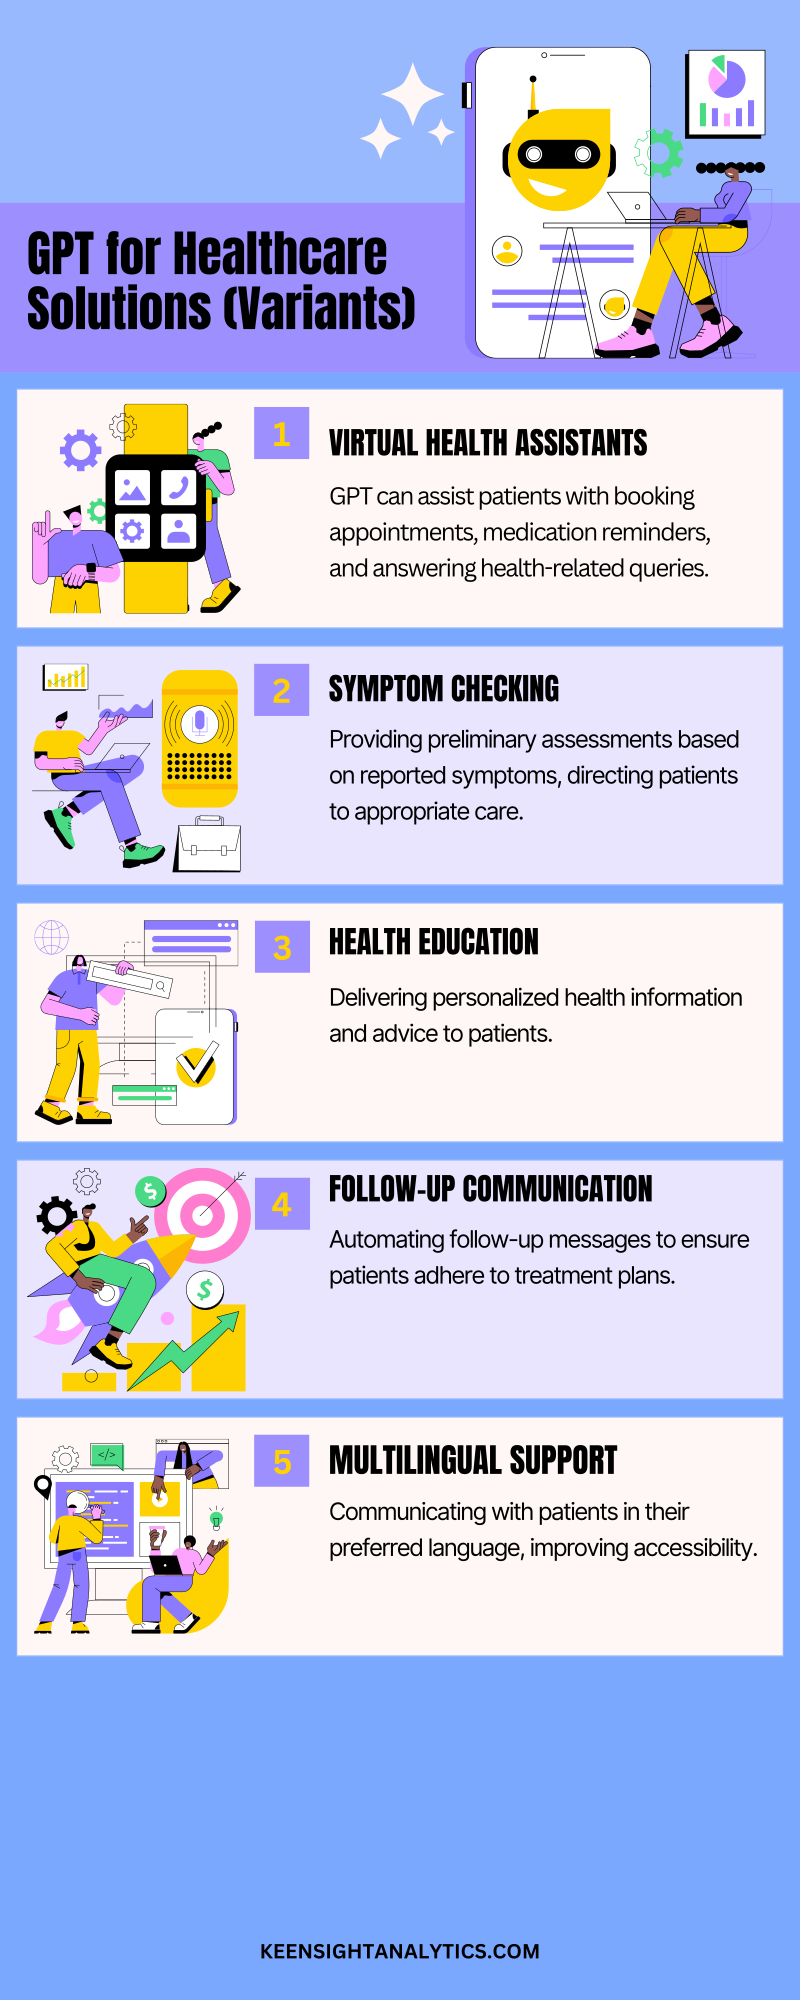 GPT for Healthcare
Solutions (Variants)
1
VIRTUAL HEALTH ASSISTANTS
GPT can assist patients with booking
appointments, medication reminders,
and answering health-related queries.
2
SYMPTOM CHECKING
Providing preliminary assessments based
on reported symptoms, directing patients
to appropriate care.
3
HEALTH EDUCATION
Delivering personalized health information
and advice to patients.
$
$
4
FOLLOW-UP COMMUNICATION
Automating follow-up messages to ensure
patients adhere to treatment plans.
</>
5
MULTILINGUAL SUPPORT
Communicating with patients in their
preferred language, improving accessibility.
KEENSIGHTANALYTICS.COM